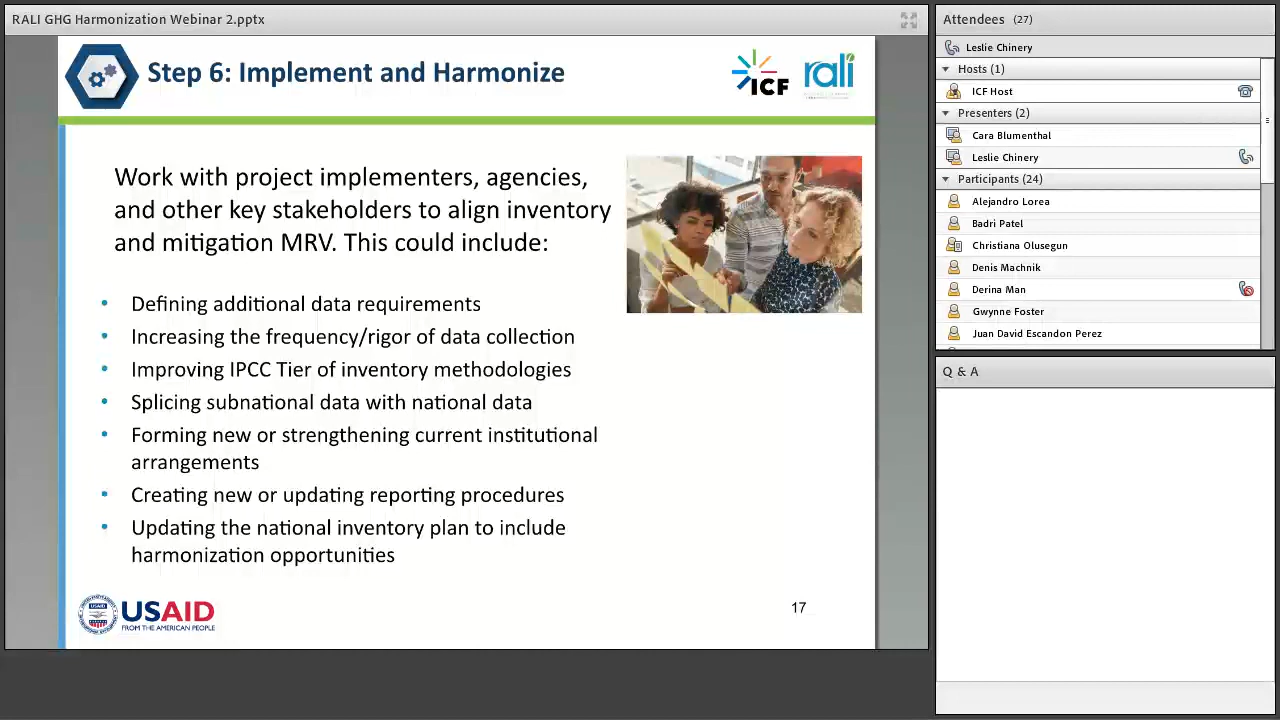 RALI GHG Harmonization Webinar 2.pptx
Step 6: Implement and Harmonize
ICF
rali
Work with project implementers, agencies,
and other key stakeholders to align inventory
and mitigation MRV. This could include:
• Defining additional data requirements
• Increasing the frequency/rigor of data collection
• Improving IPCC Tier of inventory methodologies
• Splicing subnational data with national data
• Forming new or strengthening current institutional
arrangements
• Creating new or updating reporting procedures
• Updating the national inventory plan to include
harmonization opportunities
USAID
USAID
FROM THE AMERICAN PEOPLE
17
Attendees (27)
Leslie Chinery
Hosts (1)
ICF Host
Presenters (2)
Cara Blumenthal
Leslie Chinery
Participants (24)
Alejandro Lorea
Badri Patel
Christiana Olusegun
Denis Machnik
Derina Man
Gwynne Foster
Juan David Escandon Perez
Q & A